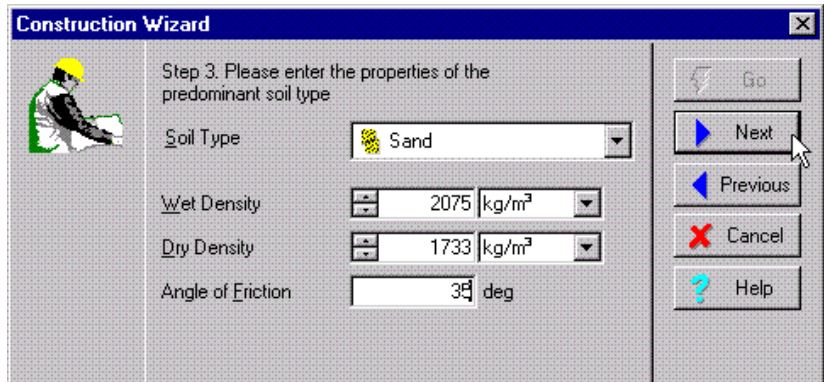 Construction Wizard
Step 3. Please enter the properties of the
predominant soil type
Soil Type Sand
Wet Density 2075 kg/m³
Dry Density 1733 kg/m³
Angle of Friction 35 deg
Go
Next
Previous
Cancel
? Help